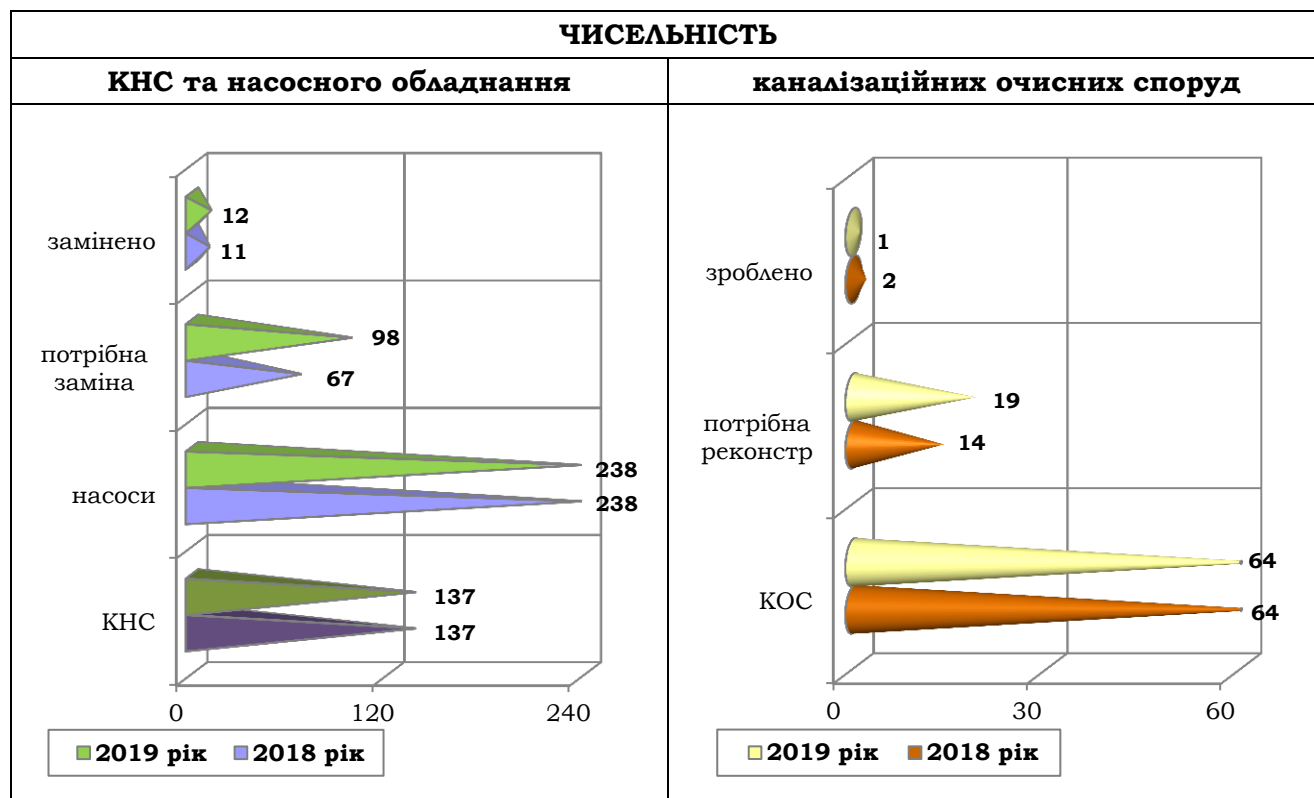 ЧИСЕЛЬНІСТЬ
КНС та насосного обладнання
каналізаційних очисних споруд
замінено
12
11
потрібна
заміна
98
67
насоси
238
238
КНС
137
137
0
120
240
2019 рік
2018 рік
зроблено
1
2
потрібна
реконстр
19
14
КОС
64
64
0
30
60
2019 рік
2018 рік